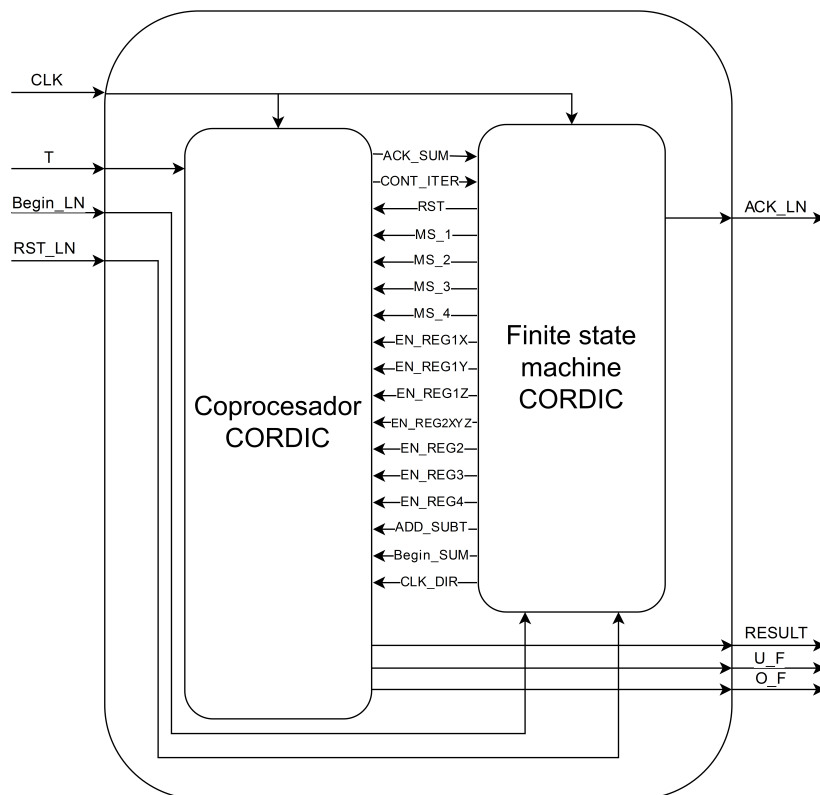 CLK
T
Begin_LN
RST_LN
Coprocesador
CORDIC
ACK_SUM
CONT_ITER
RST
MS_1
MS_2
MS_3
MS_4
EN_REG1X
EN_REG1Y
EN_REG1Z
EN_REG2XYZ
EN_REG2
EN_REG3
EN_REG4
ADD_SUBT
Begin_SUM
CLK_DIR
Finite state
machine
CORDIC
ACK_LN
RESULT
U_F
O_F